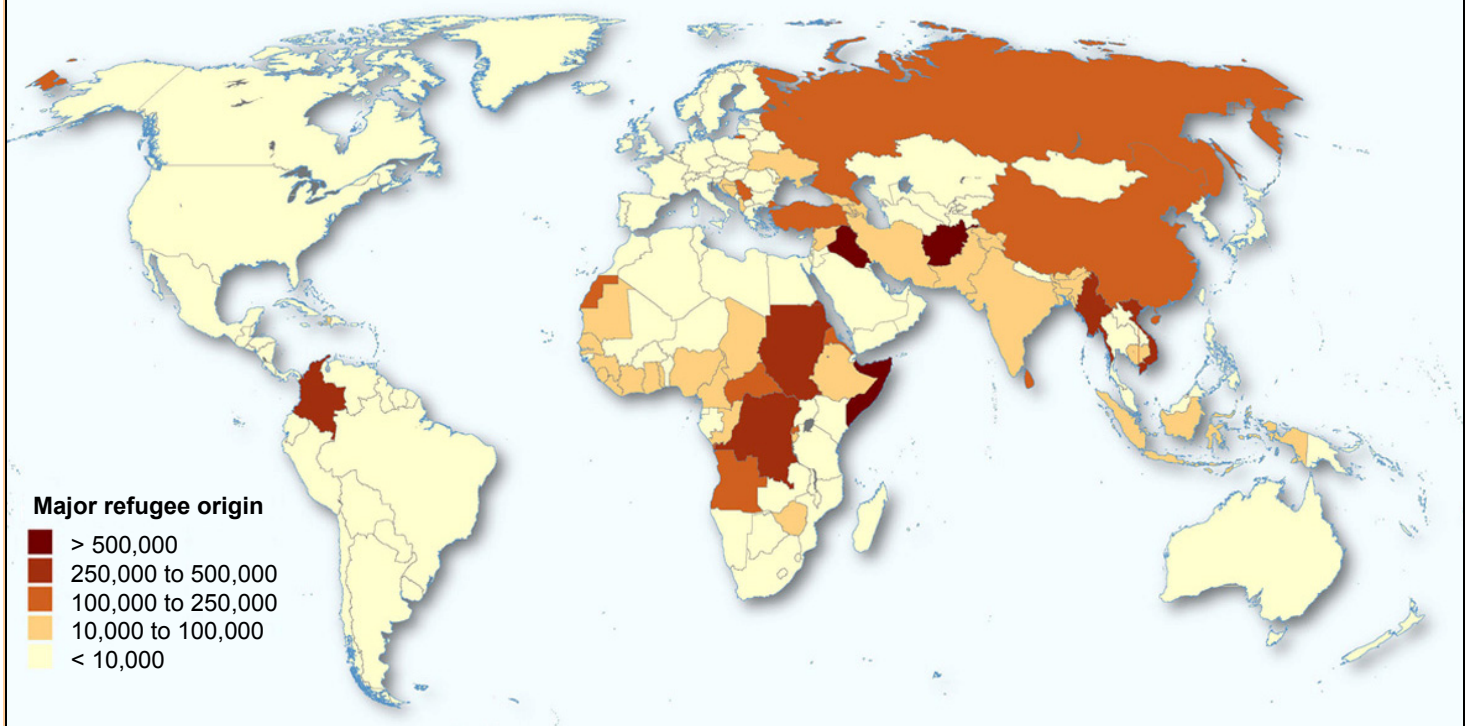 Major refugee origin
> 500,000
250,000 to 500,000
100,000 to 250,000
10,000 to 100,000
< 10,000